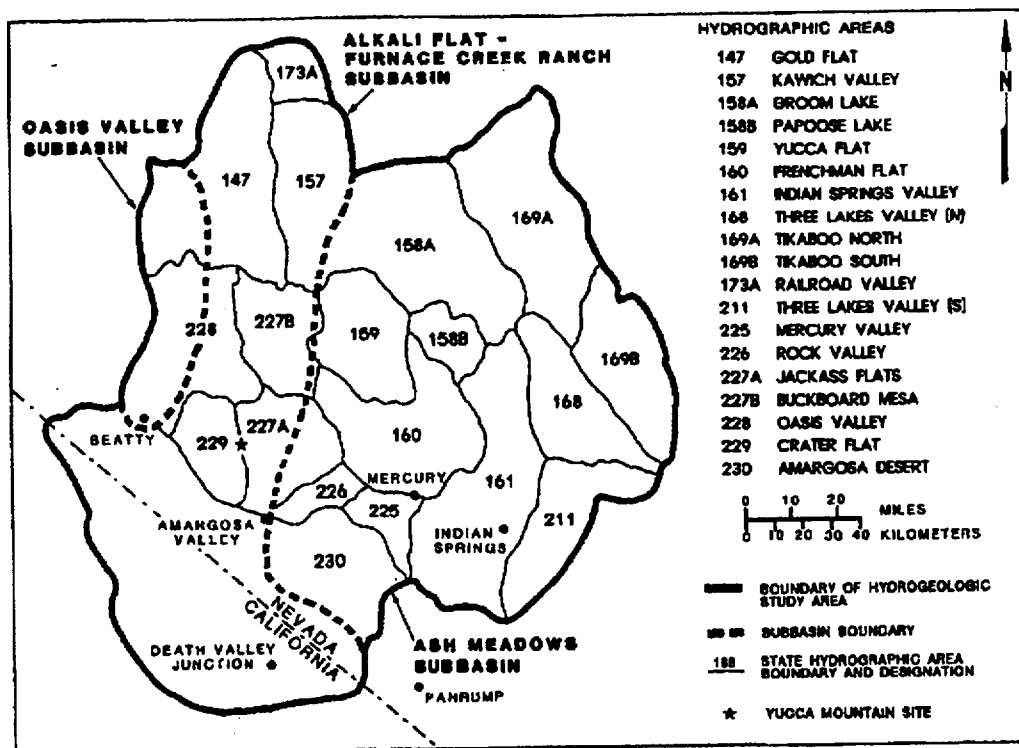 ALKALI FLAT -
FURNACE CREEK RANCH
SUBBASIN
OASIS VALLEY
SUBBASIN
173A
147
157
158A
169A
228
227B
159
158B
169B
168
BEATTY
229
227A
160
MERCURY
161
226
225
211
AMARGOSA
VALLEY
INDIAN
SPRINGS
230
NEVADA
CALIFORNIA
DEATH VALLEY
JUNCTION
ASH MEADOWS
SUBBASIN
PAHRUMP
HYDROGRAPHIC AREAS
147 GOLD FLAT
157 KAWICH VALLEY
158A GROOM LAKE
158B PAPOOSE LAKE
159 YUCCA FLAT
160 FRENCHMAN FLAT
161 INDIAN SPRINGS VALLEY
168 THREE LAKES VALLEY (N)
169A TIKABOO NORTH
169B TIKABOO SOUTH
173A RAILROAD VALLEY
211 THREE LAKES VALLEY (S)
225 MERCURY VALLEY
226 ROCK VALLEY
227A JACKASS FLATS
227B BUCKBOARD MESA
228 OASIS VALLEY
229 CRATER FLAT
230 AMARGOSA DESERT
N
0 10 20 MILES
0 10 20 30 40 KILOMETERS
BOUNDARY OF HYDROGEOLOGIC
STUDY AREA
SUBBASIN BOUNDARY
STATE HYDROGRAPHIC AREA
BOUNDARY AND DESIGNATION
YUCCA MOUNTAIN SITE